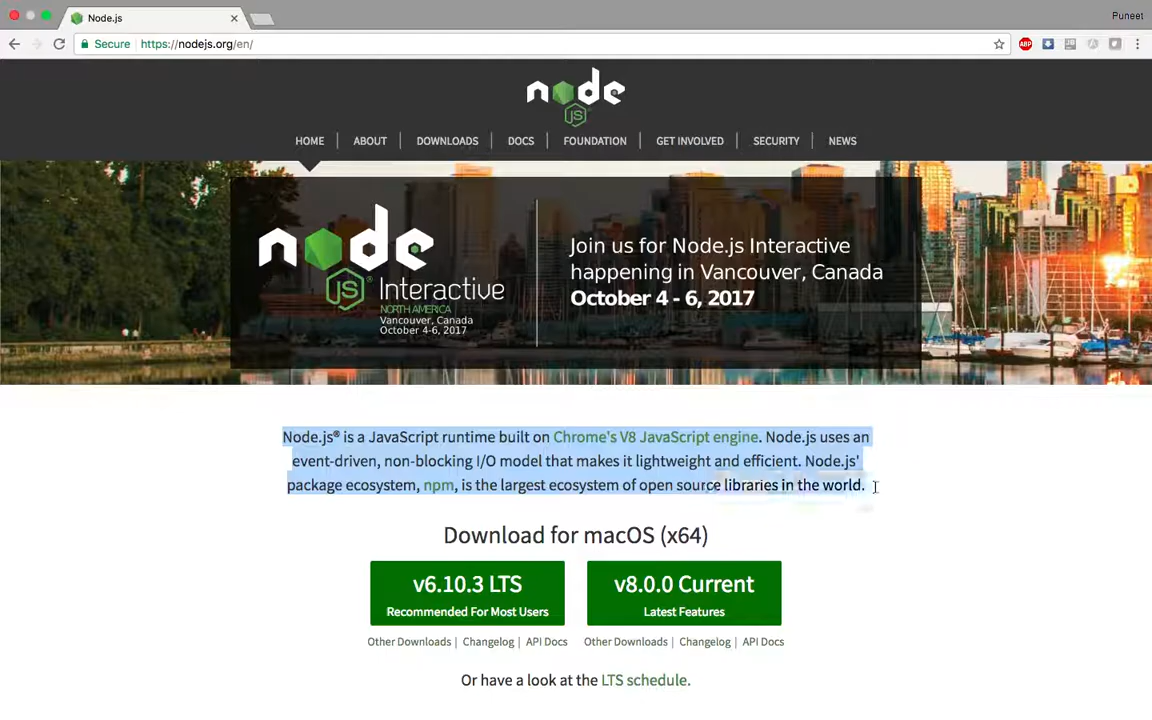 Node.js
Puneet
Secure
https://nodejs.org/en/
ABP
node
JS
HOME
ABOUT
DOWNLOADS
DOCS
FOUNDATION
GET INVOLVED
SECURITY
NEWS
node
JS Interactive
NORTH AMERICA
Vancouver, Canada
October 4-6, 2017
Join us for Node.js Interactive
happening in Vancouver, Canada
October 4 - 6, 2017
Node.js® is a JavaScript runtime built on Chrome's V8 JavaScript engine. Node.js uses an
event-driven, non-blocking I/O model that makes it lightweight and efficient. Node.js'
package ecosystem, npm, is the largest ecosystem of open source libraries in the world.
Download for macOS (x64)
v6.10.3 LTS
Recommended For Most Users
v8.0.0 Current
Latest Features
Other Downloads | Changelog | API Docs
Other Downloads | Changelog | API Docs
Or have a look at the LTS schedule.